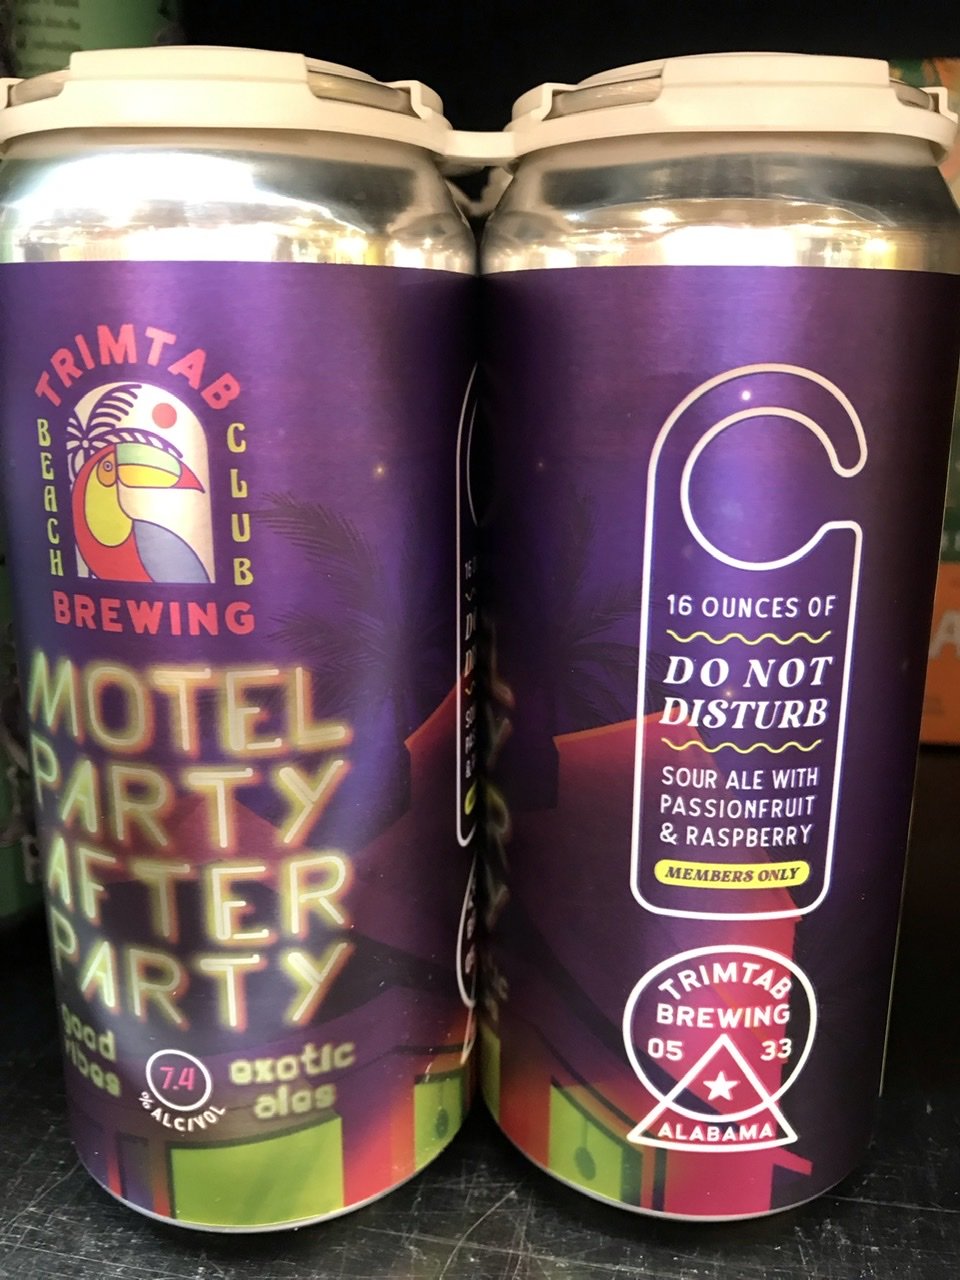 TRIMTAB
BEACH
CLUB
BREWING
MOTEL
PARTY
AFTER
PARTY
good
vibes
7.4
% ALC/VOL
exotic
ales
16 OUNCES OF
DO NOT
DISTURB
SOUR ALE WITH
PASSIONFRUIT
& RASPBERRY
MEMBERS ONLY
TRIMTAB
BREWING
05 33
ALABAMA